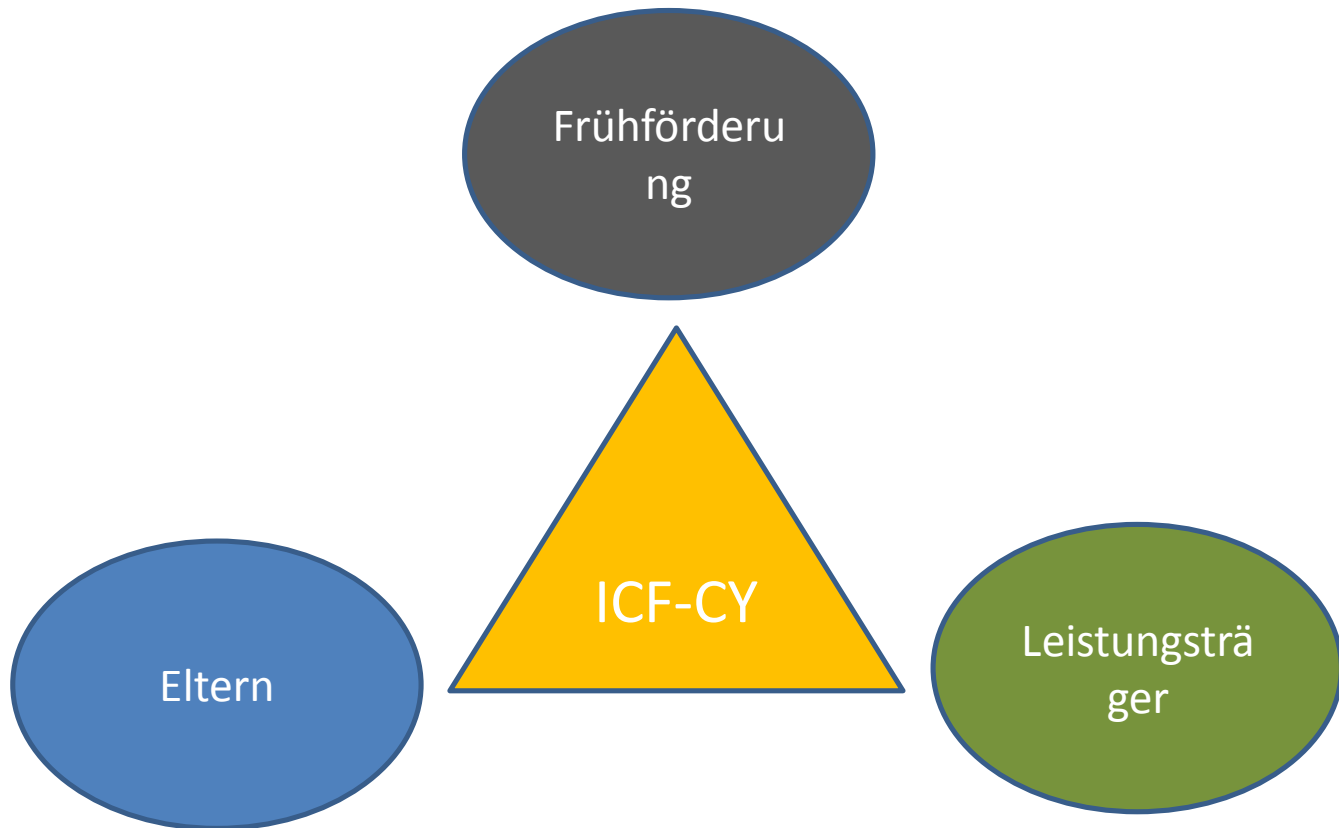 Frühförderu
ng
ICF-CY
Eltern
Leistungsträ
ger